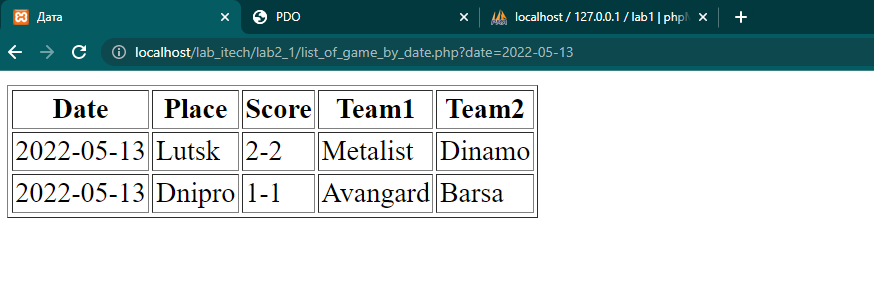 Дата
PDO
localhost / 127.0.0.1 / lab1 | phpM
localhost/lab_itech/lab2_1/list_of_game_by_date.php?date=2022-05-13
Date Place Score Team1 Team2
2022-05-13 Lutsk 2-2 Metalist Dinamo
2022-05-13 Dnipro 1-1 Avangard Barsa